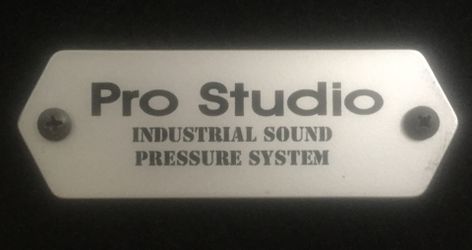 Pro Studio
INDUSTRIAL SOUND
PRESSURE SYSTEM